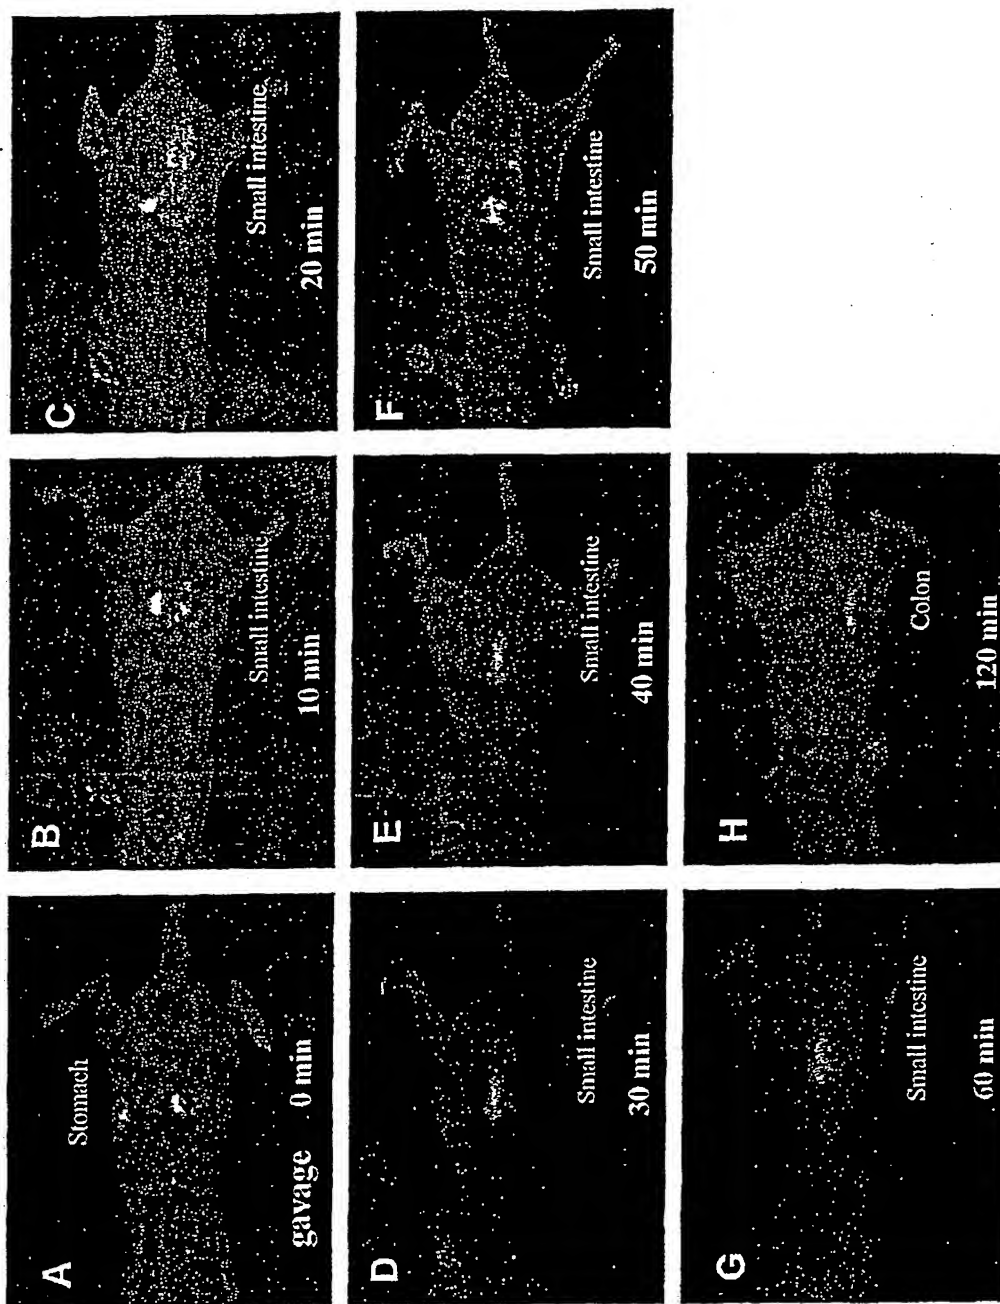 A
Stomach
gavage 0 min
B
Small intestine
10 min
C
Small intestine
20 min
D
Small intestine
30 min
E
Small intestine
40 min
F
Small intestine
50 min
G
Small intestine
60 min
H
Colon
120 min